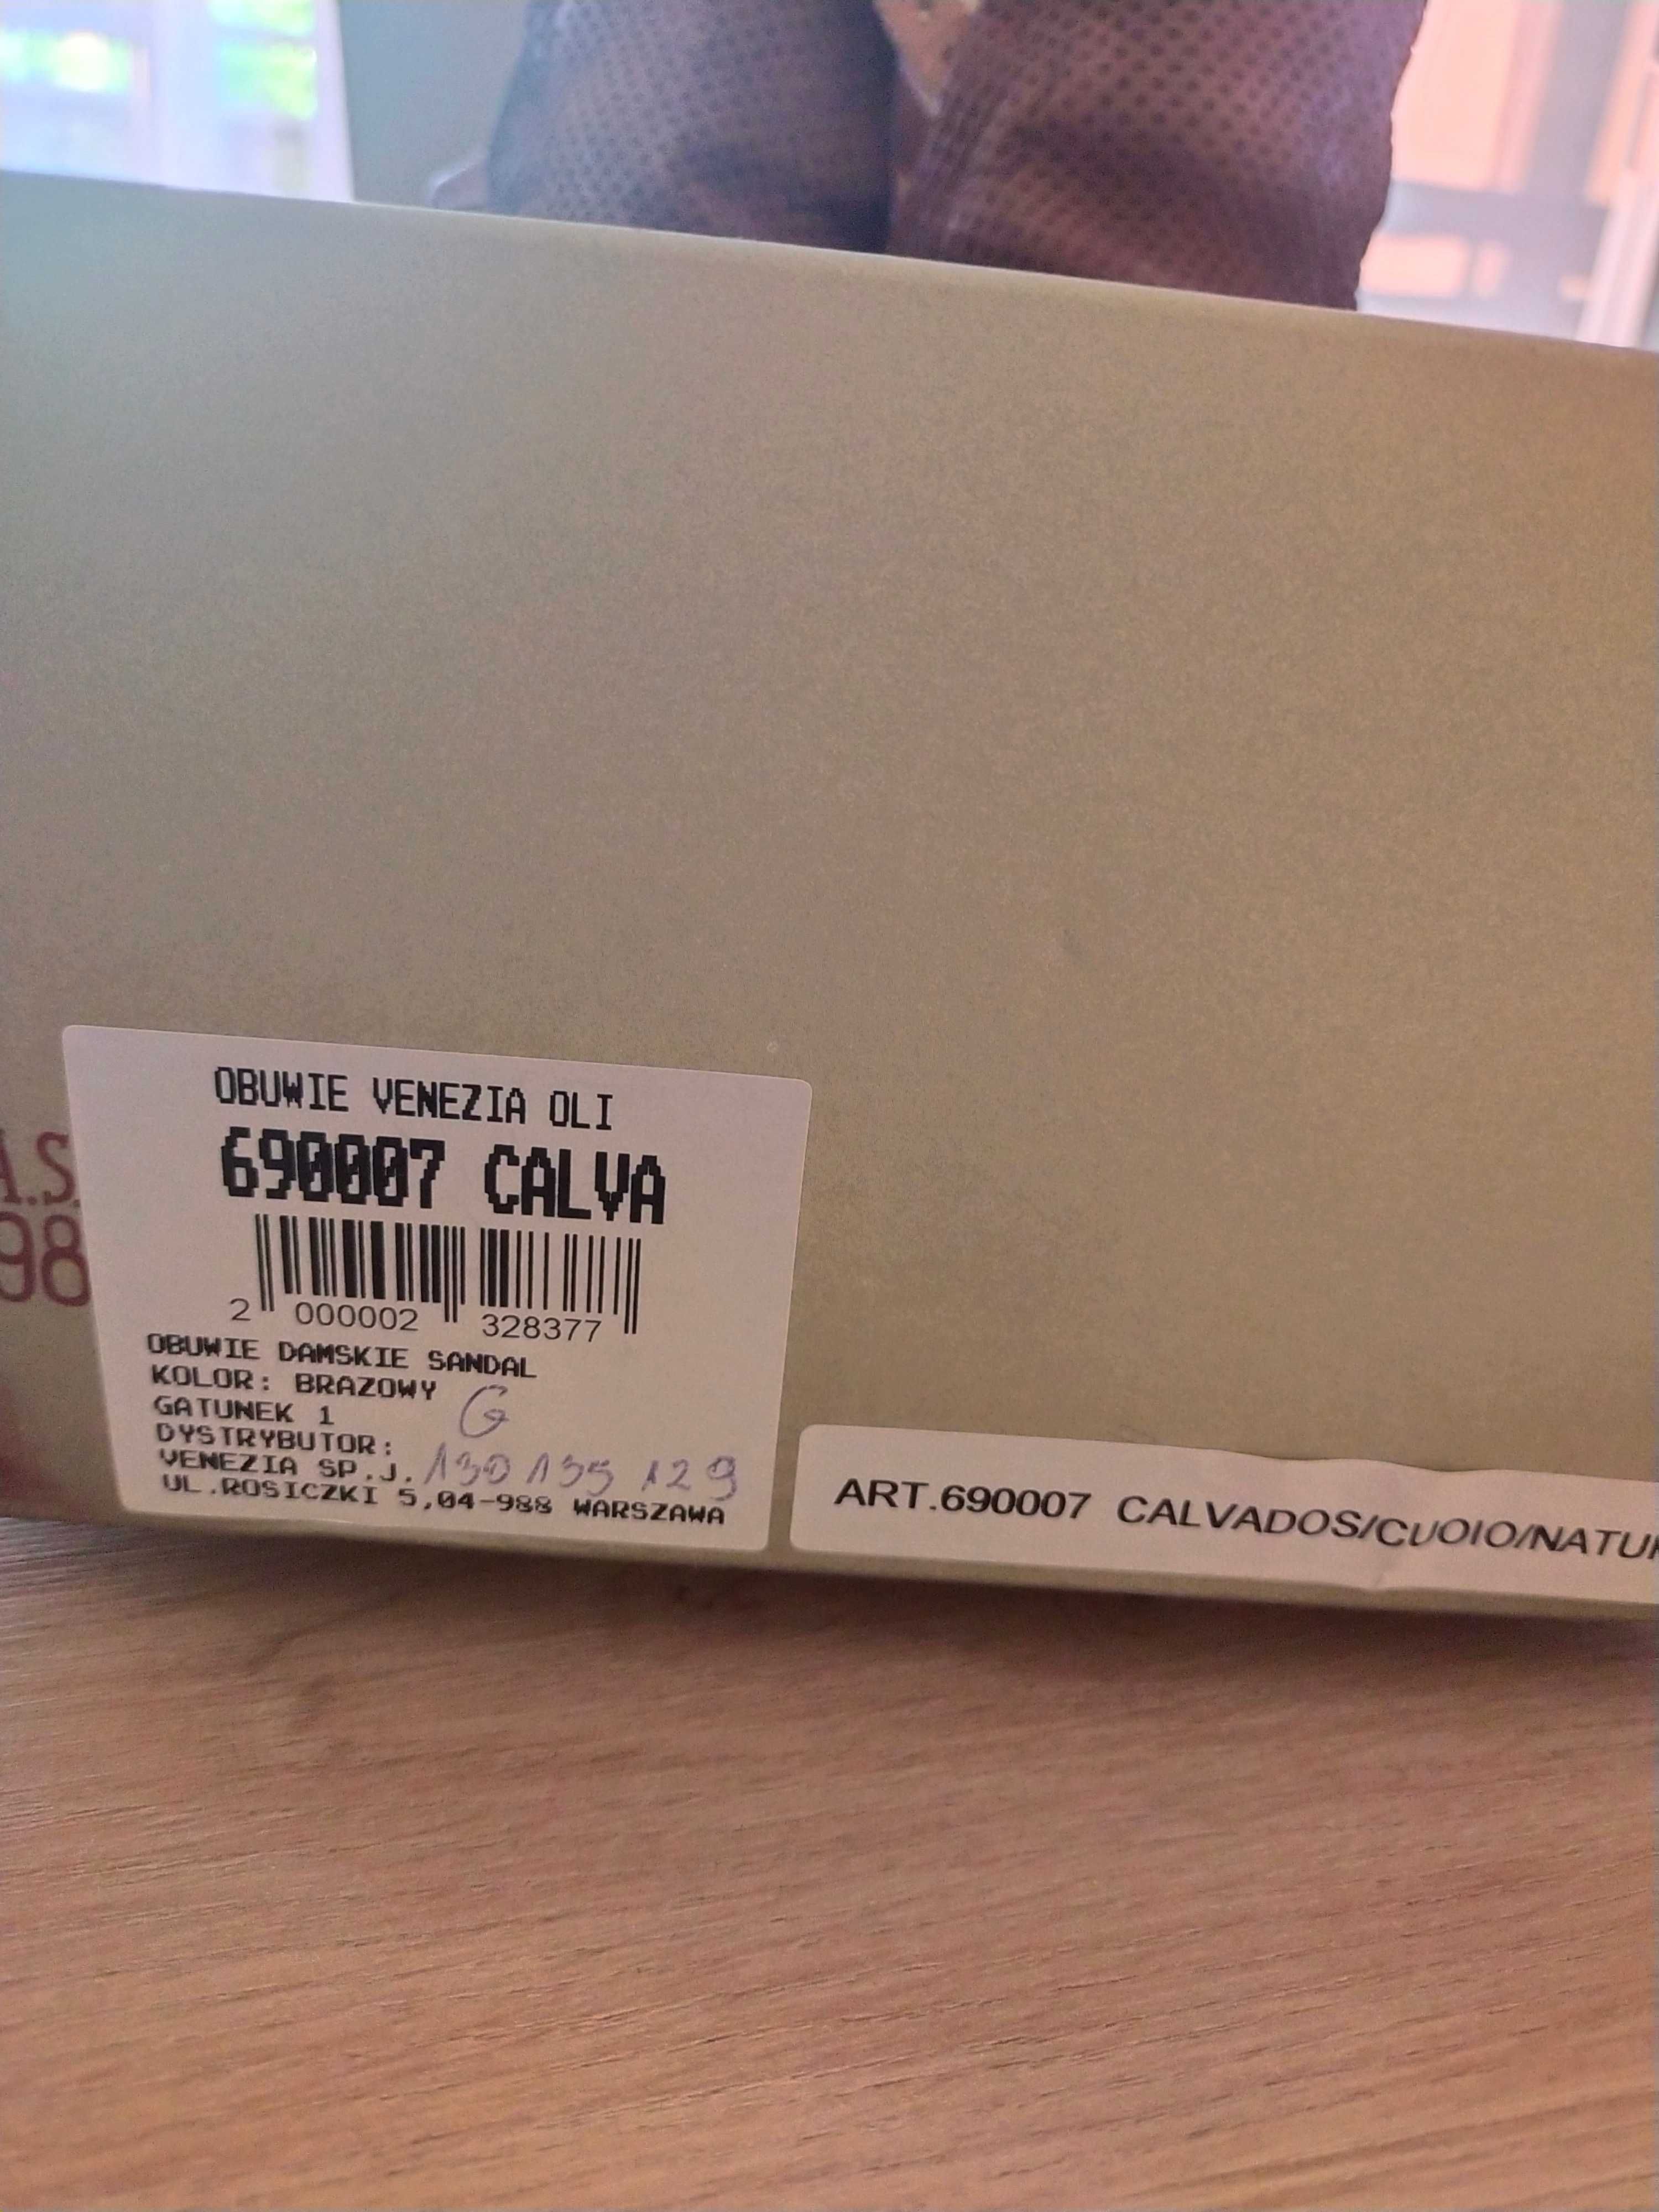 A.S.
98
OBUWIE VENEZIA OLI
690007 CALVA
2 000002 328377
OBUWIE DAMSKIE SANDAL
KOLOR: BRAZOWY G
GATUNEK 1
DYSTRYBUTOR:
VENEZIA SP.J. 130 135 129
UL.ROSICZKI 5,04-988 WARSZAWA
ART.690007 CALVADOS/CUOIO/NATUR